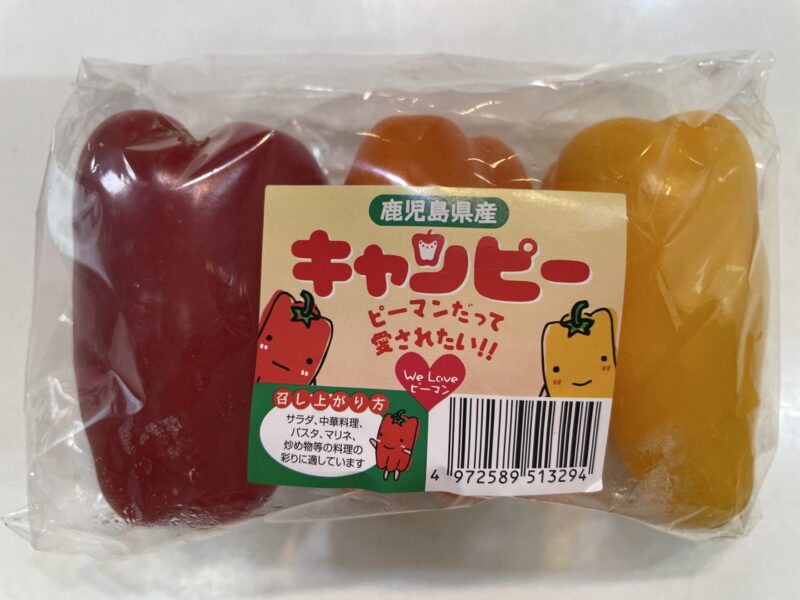 鹿児島県産
キャンピー
ピーマンだって
愛されたい!!
We Love
ピーマン
召し上がり方
サラダ、中華料理、
パスタ、マリネ、
炒め物等の料理の
彩りに適しています
4 972589 513294